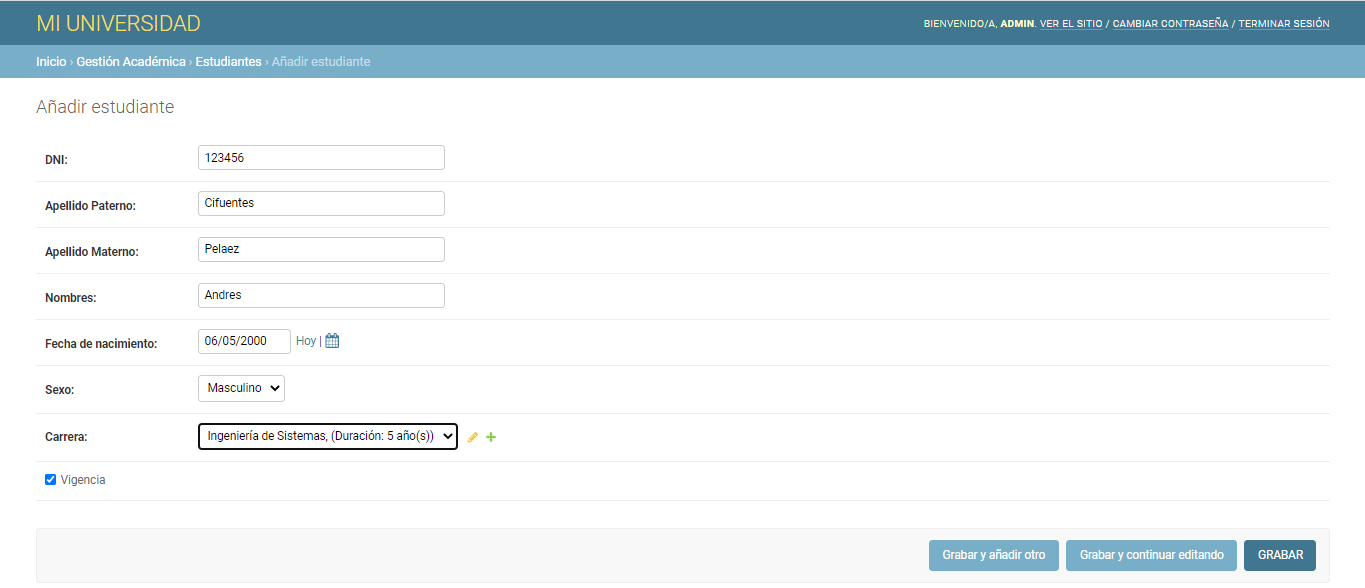 MI UNIVERSIDAD
BIENVENIDO/A, ADMIN. VER EL SITIO / CAMBIAR CONTRASEÑA / TERMINAR SESIÓN
Inicio › Gestión Académica › Estudiantes › Añadir estudiante
Añadir estudiante
DNI: 123456
Apellido Paterno: Cifuentes
Apellido Materno: Pelaez
Nombres: Andres
Fecha de nacimiento: 06/05/2000 Hoy |
Sexo: Masculino
Carrera: Ingeniería de Sistemas, (Duración: 5 año(s))
Vigencia
Grabar y añadir otro Grabar y continuar editando GRABAR